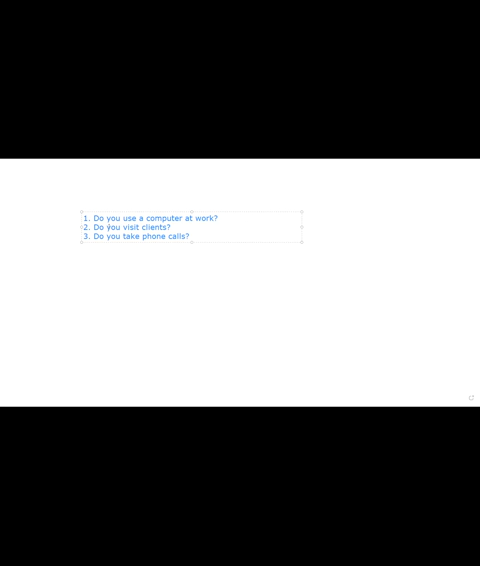 1. Do you use a computer at work?
2. Do you visit clients?
3. Do you take phone calls?